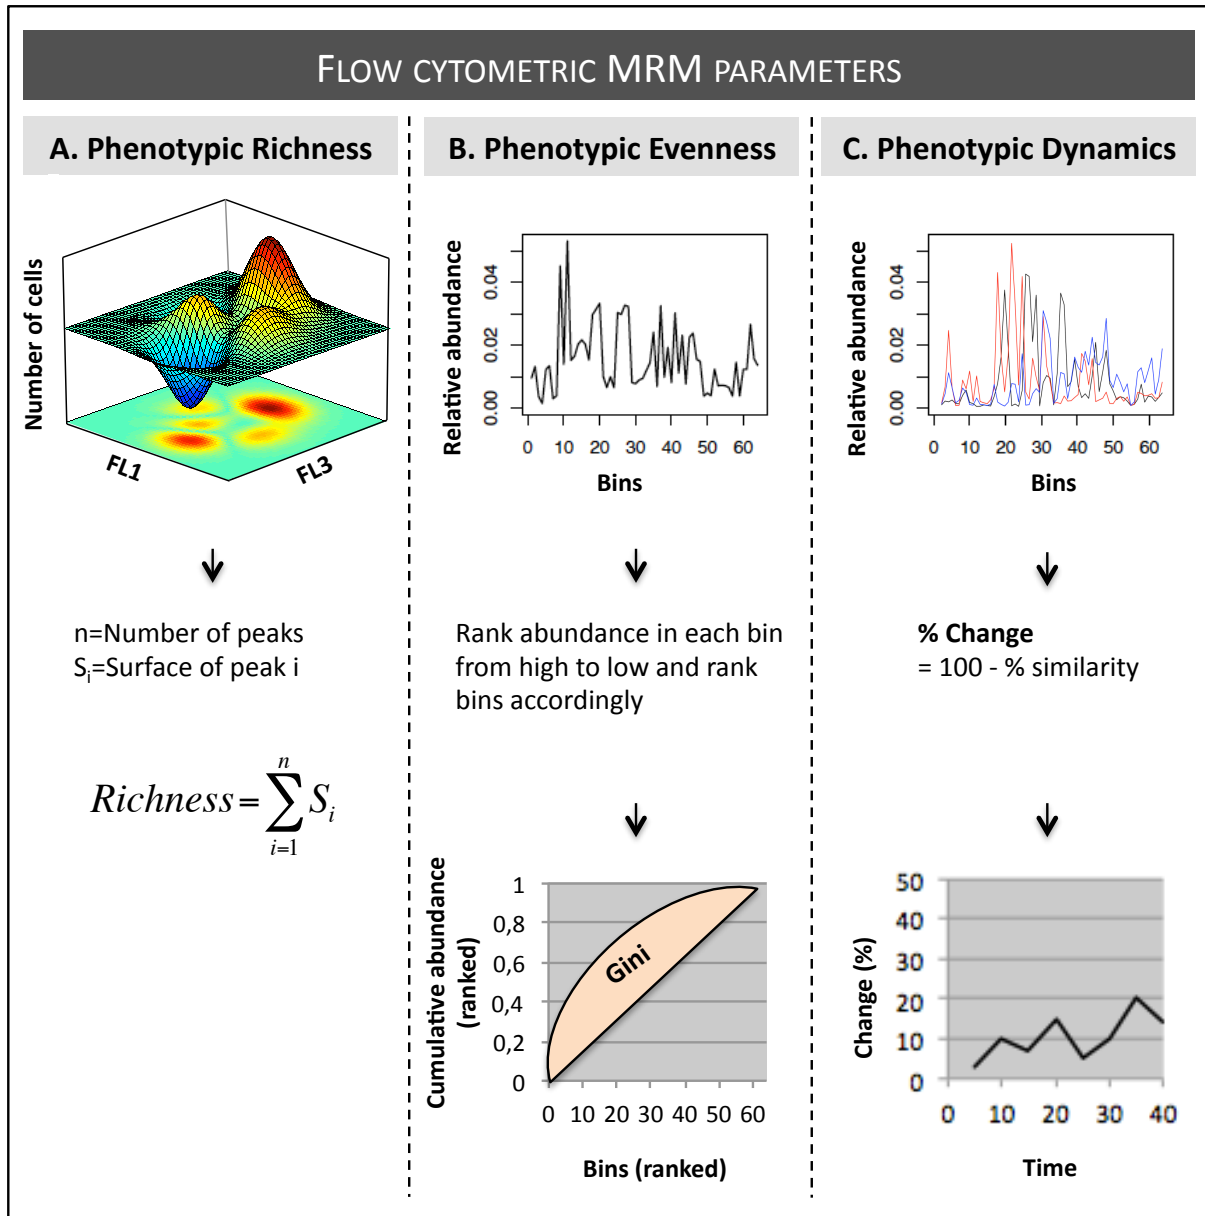 FLOW CYTOMETRIC MRM PARAMETERS
A. Phenotypic Richness
Number of cells
FL1
FL3
n=Number of peaks
Si=Surface of peak i
Richness = ∑ Si
n
i=1
B. Phenotypic Evenness
Relative abundance
0.00 0.02 0.04
0 10 20 30 40 50 60
Bins
Rank abundance in each bin
from high to low and rank
bins accordingly
Cumulative abundance
(ranked)
1
0,8
0,6
0,4
0,2
0
Gini
0 10 20 30 40 50 60
Bins (ranked)
C. Phenotypic Dynamics
Relative abundance
0.00 0.02 0.04
0 10 20 30 40 50 60
Bins
% Change
= 100 - % similarity
Change (%)
50
40
30
20
10
0
0 10 20 30 40
Time